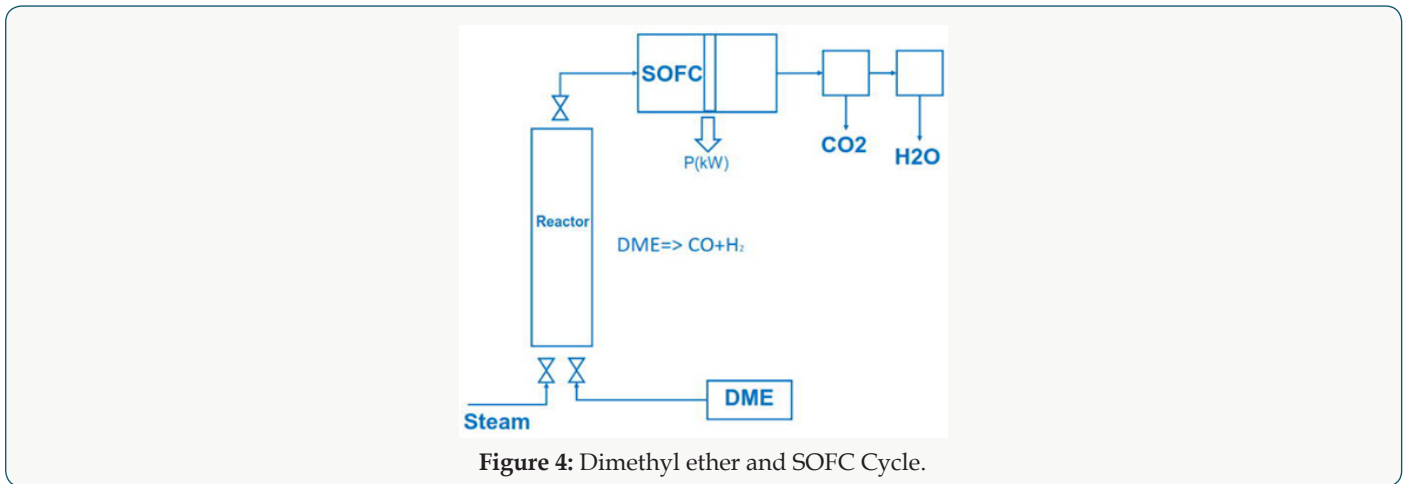 SOFC
P(kW)
CO2
H2O
Reactor
DME=> CO+H₂
DME
Steam
Figure 4: Dimethyl ether and SOFC Cycle.